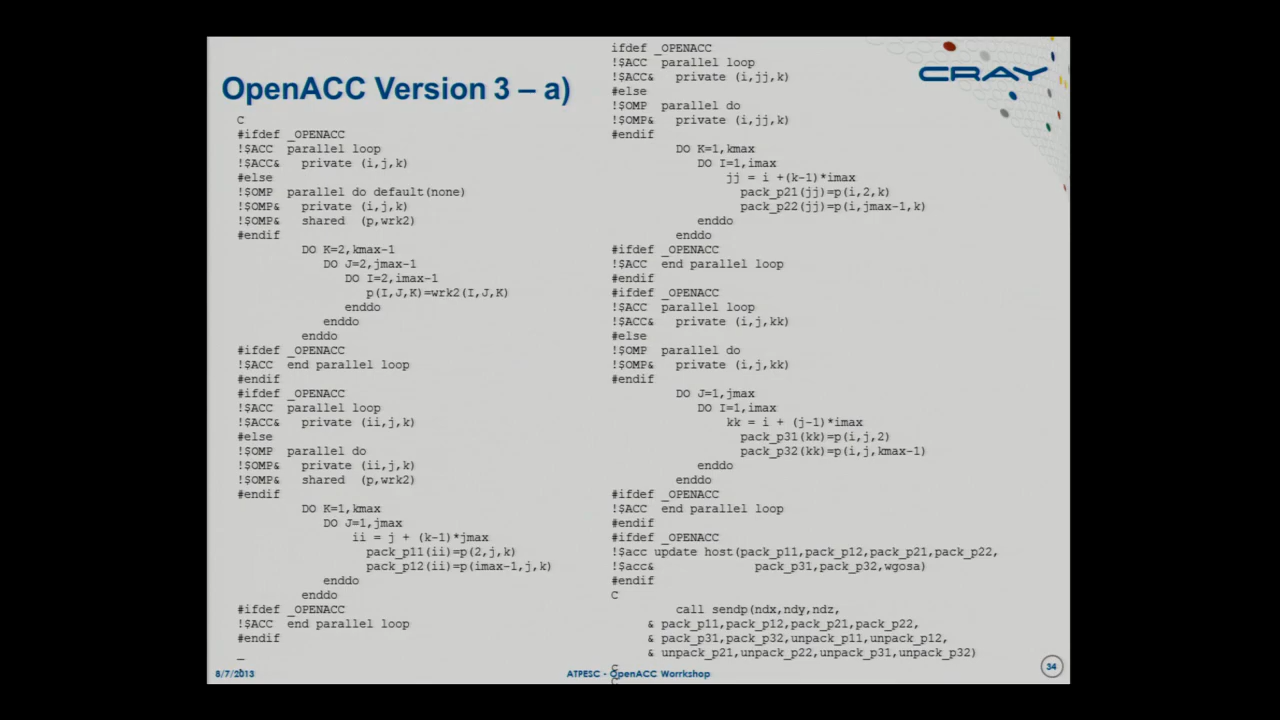 OpenACC Version 3 – a)
C
#ifdef _OPENACC
!$ACC  parallel loop
!$ACC&   private (i,j,k)
#else
!$OMP  parallel do default(none)
!$OMP&   private (i,j,k)
!$OMP&   shared  (p,wrk2)
#endif
DO K=2,kmax-1
DO J=2,jmax-1
DO I=2,imax-1
p(I,J,K)=wrk2(I,J,K)
enddo
enddo
enddo
#ifdef _OPENACC
!$ACC  end parallel loop
#endif
#ifdef _OPENACC
!$ACC  parallel loop
!$ACC&   private (ii,j,k)
#else
!$OMP  parallel do
!$OMP&   private (ii,j,k)
!$OMP&   shared  (p,wrk2)
#endif
DO K=1,kmax
DO J=1,jmax
ii = j + (k-1)*jmax
pack_p11(ii)=p(2,j,k)
pack_p12(ii)=p(imax-1,j,k)
enddo
enddo
#ifdef _OPENACC
!$ACC  end parallel loop
#endif
ifdef _OPENACC
!$ACC  parallel loop
!$ACC&   private (i,jj,k)
#else
!$OMP  parallel do
!$OMP&   private (i,jj,k)
#endif
DO K=1,kmax
DO I=1,imax
jj = i +(k-1)*imax
pack_p21(jj)=p(i,2,k)
pack_p22(jj)=p(i,jmax-1,k)
enddo
enddo
#ifdef _OPENACC
!$ACC  end parallel loop
#endif
#ifdef _OPENACC
!$ACC  parallel loop
!$ACC&   private (i,j,kk)
#else
!$OMP  parallel do
!$OMP&   private (i,j,kk)
#endif
DO J=1,jmax
DO I=1,imax
kk = i + (j-1)*imax
pack_p31(kk)=p(i,j,2)
pack_p32(kk)=p(i,j,kmax-1)
enddo
enddo
#ifdef _OPENACC
!$ACC  end parallel loop
#endif
#ifdef _OPENACC
!$acc update host(pack_p11,pack_p12,pack_p21,pack_p22,
!$acc&              pack_p31,pack_p32,wgosa)
#endif
C
call sendp(ndx,ndy,ndz,
& pack_p11,pack_p12,pack_p21,pack_p22,
& pack_p31,pack_p32,unpack_p11,unpack_p12,
& unpack_p21,unpack_p22,unpack_p31,unpack_p32)
C
C
CRAY
8/7/2013
ATPESC - OpenACC Worrkshop
34